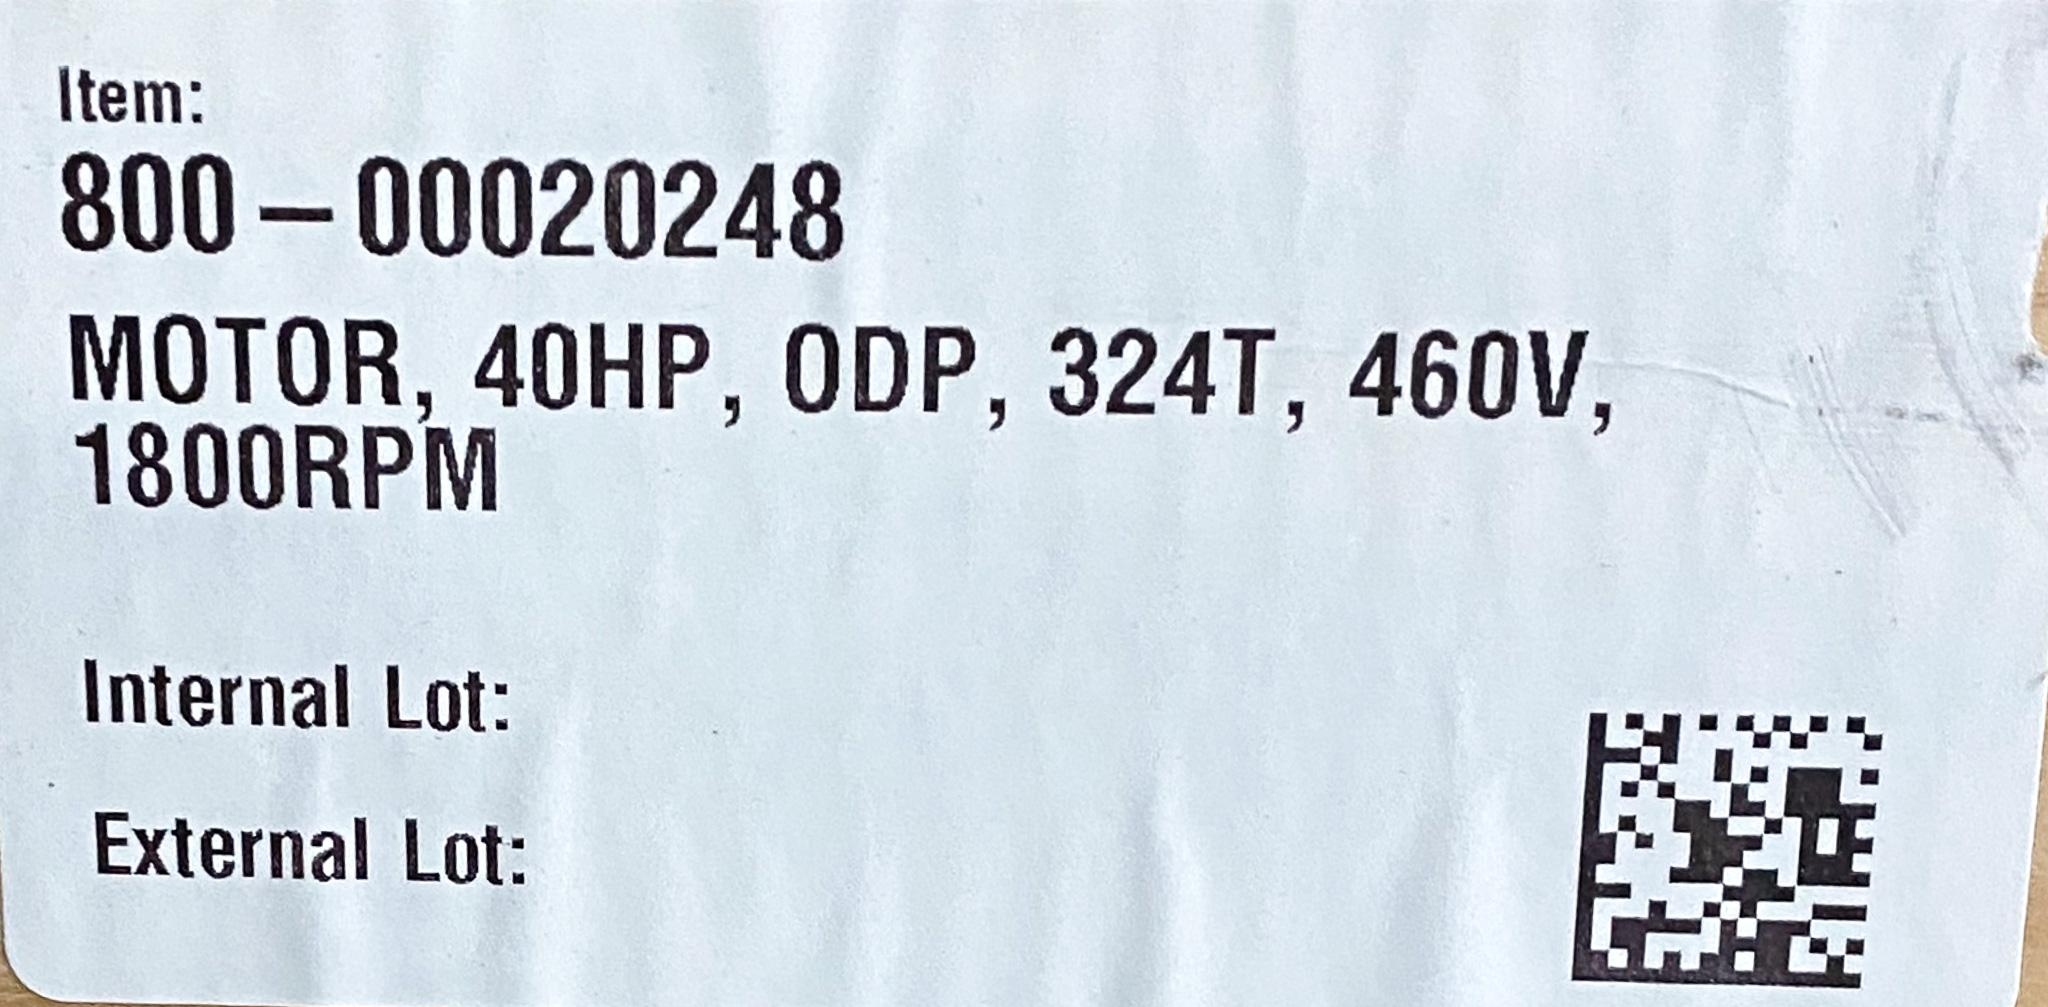 Item:
800-00020248
MOTOR, 40HP, ODP, 324T, 460V,
1800RPM
Internal Lot:
External Lot: